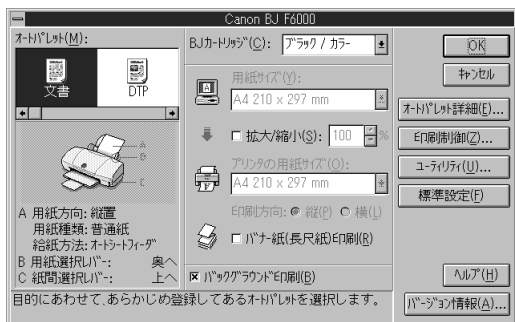 Canon BJ F6000
ｵｰﾄﾊﾟﾚｯﾄ(M):
文書
DTP
A
B
C
A 用紙方向: 縦置
用紙種類: 普通紙
給紙方法: ｵｰﾄｼｰﾄﾌｨｰﾀﾞ
B 用紙選択ﾚﾊﾞｰ: 奥へ
C 紙間選択ﾚﾊﾞｰ: 上へ
BJｶｰﾄﾘｯｼﾞ(C): ﾌﾞﾗｯｸ / ｶﾗｰ
用紙ｻｲｽﾞ(Y):
A4 210 x 297 mm
拡大/縮小(S): 100 %
ﾌﾟﾘﾝﾀの用紙ｻｲｽﾞ(O):
A4 210 x 297 mm
印刷方向: 縦(P) 横(L)
ﾊﾞﾅｰ紙(長尺紙)印刷(R)
ﾊﾞｯｸｸﾞﾗｳﾝﾄﾞ印刷(B)
OK
ｷｬﾝｾﾙ
ｵｰﾄﾊﾟﾚｯﾄ詳細(E)...
印刷制御(Z)...
ﾕｰﾃｨﾘﾃｨ(U)...
標準設定(F)
ﾍﾙﾌﾟ(H)
ﾊﾞｰｼﾞｮﾝ情報(A)...
目的にあわせて、あらかじめ登録してあるｵｰﾄﾊﾟﾚｯﾄを選択します。